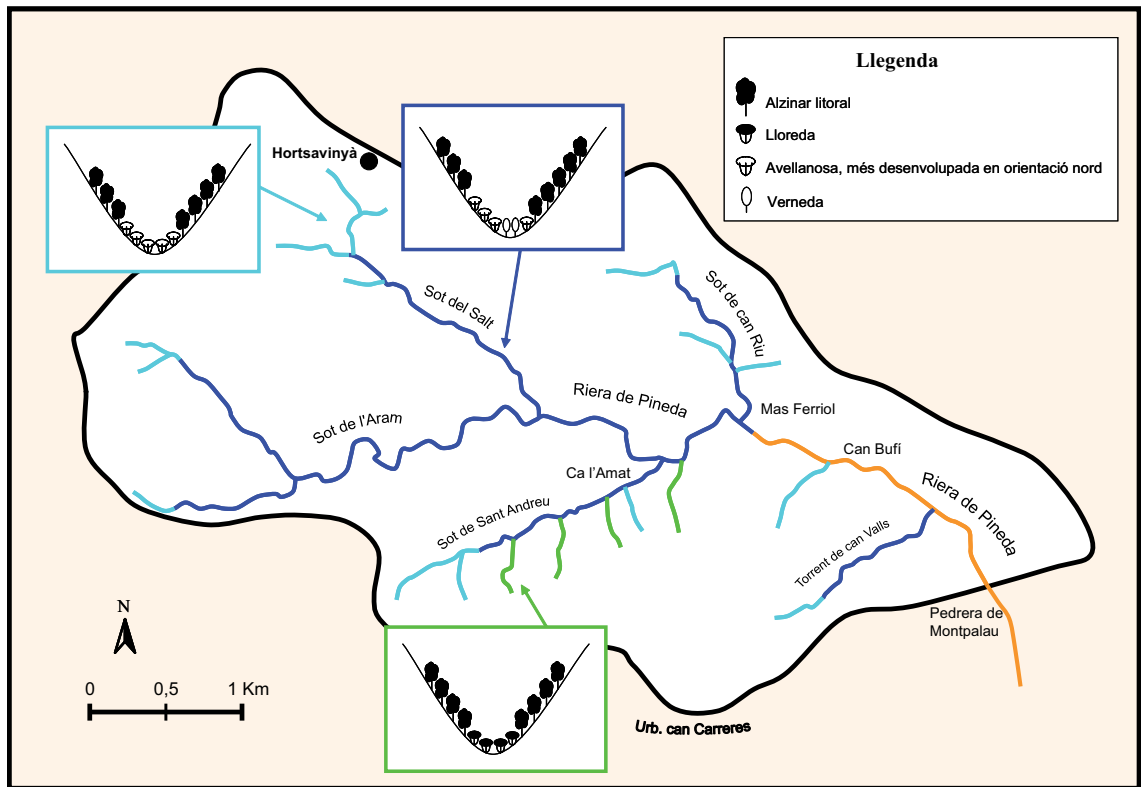 Llegenda
Alzinar litoral
Lloreda
Avellanosa, més desenvolupada en orientació nord
Verneda
Hortsavinyà
Sot del Salt
Sot de can Riu
Riera de Pineda
Mas Ferriol
Sot de l'Aram
Can Bufí
Ca l'Amat
Riera de Pineda
Sot de Sant Andreu
Torrent de can Valls
N
Pedrera de
Montpalau
0 0,5 1 Km
Urb. can Carreres